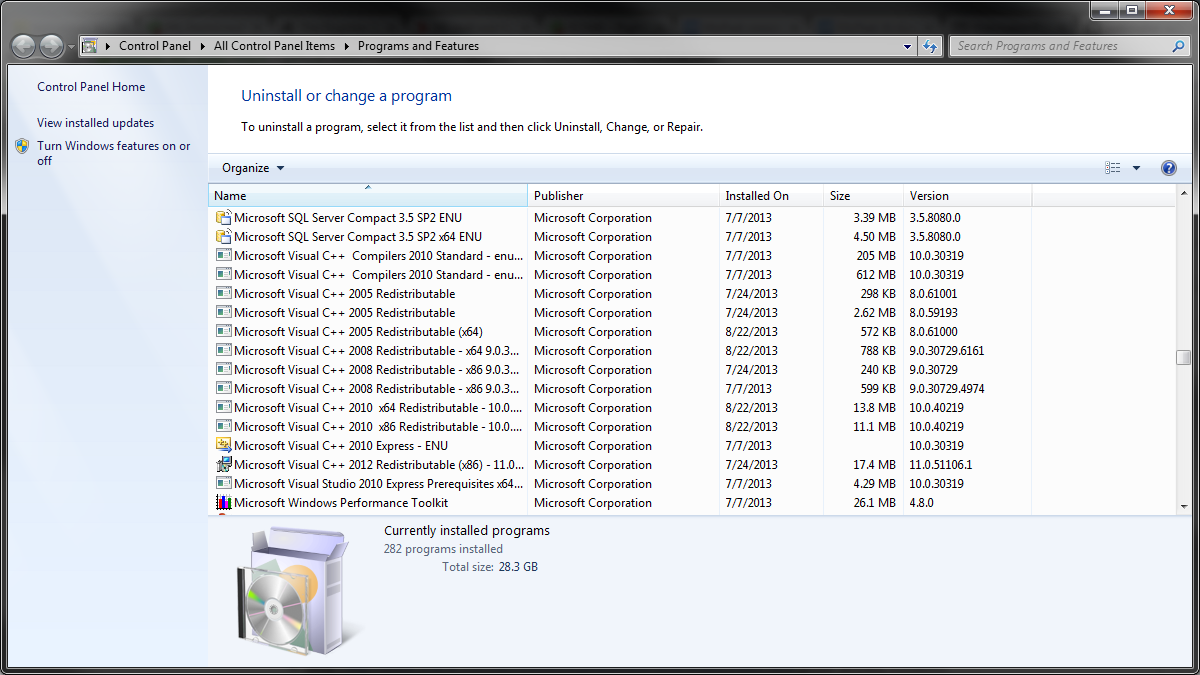 Control Panel
All Control Panel Items
Programs and Features
Search Programs and Features
Control Panel Home
View installed updates
Turn Windows features on or
off
Uninstall or change a program
To uninstall a program, select it from the list and then click Uninstall, Change, or Repair.
Organize
Name Publisher Installed On Size Version
Microsoft SQL Server Compact 3.5 SP2 ENU Microsoft Corporation 7/7/2013 3.39 MB 3.5.8080.0
Microsoft SQL Server Compact 3.5 SP2 x64 ENU Microsoft Corporation 7/7/2013 4.50 MB 3.5.8080.0
Microsoft Visual C++  Compilers 2010 Standard - enu... Microsoft Corporation 7/7/2013 205 MB 10.0.30319
Microsoft Visual C++  Compilers 2010 Standard - enu... Microsoft Corporation 7/7/2013 612 MB 10.0.30319
Microsoft Visual C++ 2005 Redistributable Microsoft Corporation 7/24/2013 298 KB 8.0.61001
Microsoft Visual C++ 2005 Redistributable Microsoft Corporation 7/24/2013 2.62 MB 8.0.59193
Microsoft Visual C++ 2005 Redistributable (x64) Microsoft Corporation 8/22/2013 572 KB 8.0.61000
Microsoft Visual C++ 2008 Redistributable - x64 9.0.3... Microsoft Corporation 8/22/2013 788 KB 9.0.30729.6161
Microsoft Visual C++ 2008 Redistributable - x86 9.0.3... Microsoft Corporation 7/24/2013 240 KB 9.0.30729
Microsoft Visual C++ 2008 Redistributable - x86 9.0.3... Microsoft Corporation 7/7/2013 599 KB 9.0.30729.4974
Microsoft Visual C++ 2010  x64 Redistributable - 10.0.... Microsoft Corporation 8/22/2013 13.8 MB 10.0.40219
Microsoft Visual C++ 2010  x86 Redistributable - 10.0.... Microsoft Corporation 8/22/2013 11.1 MB 10.0.40219
Microsoft Visual C++ 2010 Express - ENU Microsoft Corporation 7/7/2013 10.0.30319
Microsoft Visual C++ 2012 Redistributable (x86) - 11.0... Microsoft Corporation 7/24/2013 17.4 MB 11.0.51106.1
Microsoft Visual Studio 2010 Express Prerequisites x64... Microsoft Corporation 7/7/2013 4.29 MB 10.0.30319
Microsoft Windows Performance Toolkit Microsoft Corporation 7/7/2013 26.1 MB 4.8.0
Currently installed programs
282 programs installed
Total size: 28.3 GB